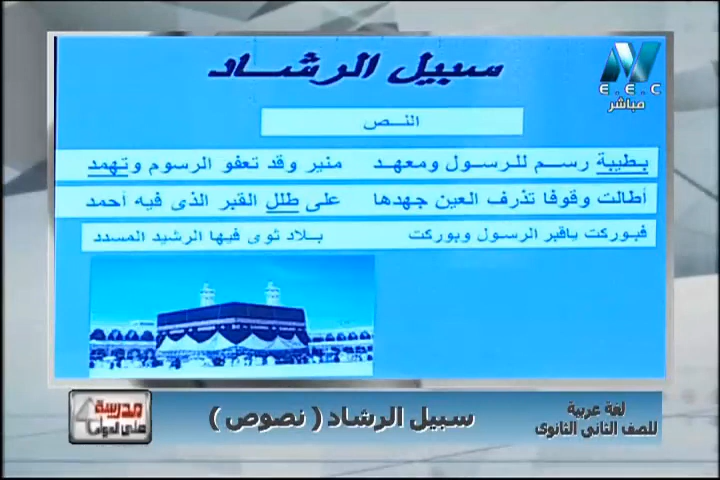 سبيل الرشاد
E.E.C
مباشر
النص
بطيبة رسم للرسول ومعهد منير وقد تعفو الرسوم وتهمد
أطالت وقوفا تذرف العين جهدها على طلل القبر الذى فيه أحمد
فبوركت ياقبر الرسول وبوركت بلاد ثوى فيها الرشيد المسدد
لغة عربية
للصف الثانى الثانوى
سبيل الرشاد ( نصوص )
مدرسة
على الهواء